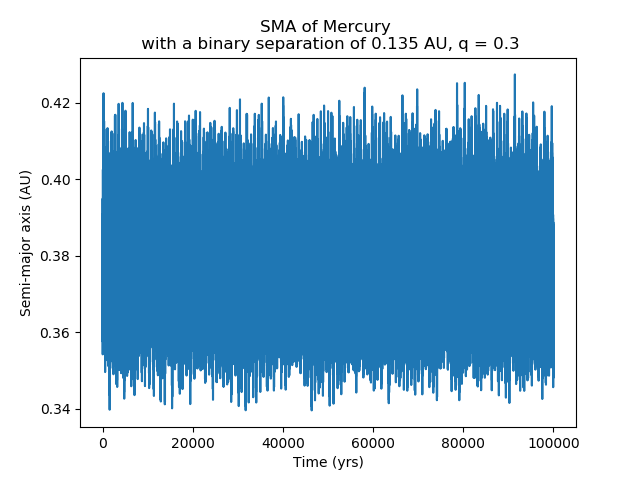 SMA of Mercury
with a binary separation of 0.135 AU, q = 0.3
Semi-major axis (AU)
0.42
0.40
0.38
0.36
0.34
0 20000 40000 60000 80000 100000
Time (yrs)